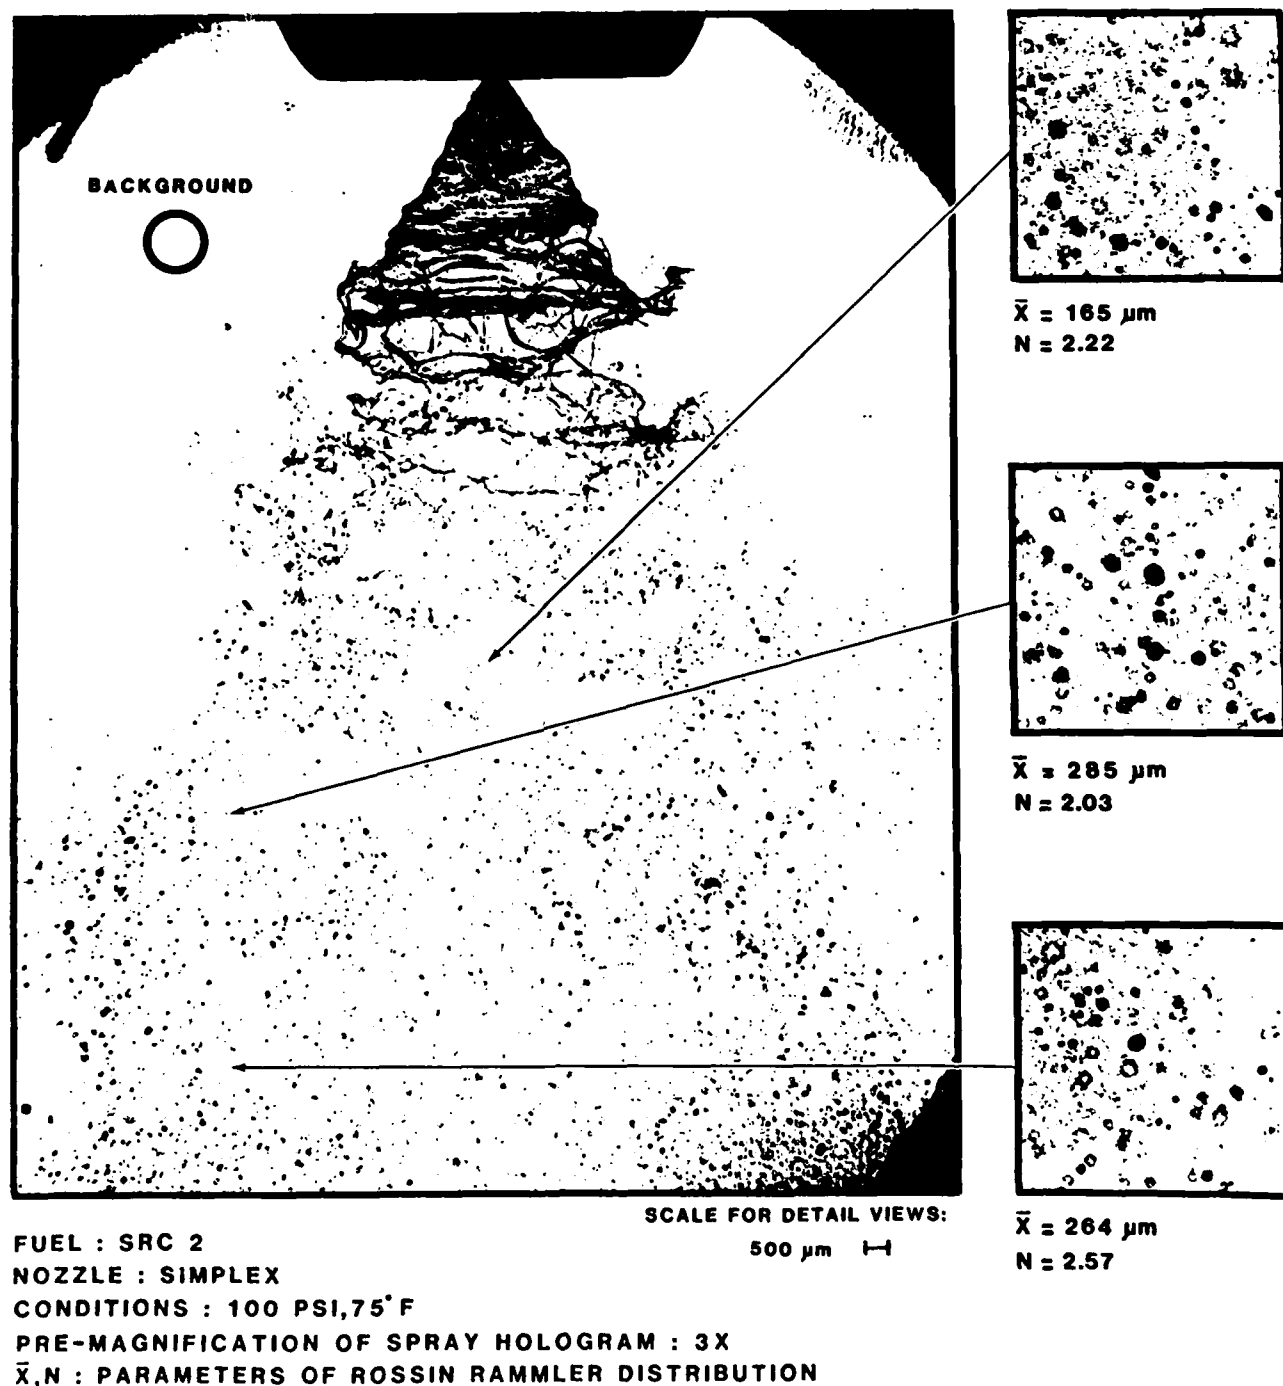 BACKGROUND
X̄ = 165 µm
N = 2.22
X̄ = 285 µm
N = 2.03
X̄ = 264 µm
N = 2.57
SCALE FOR DETAIL VIEWS:
500 µm
FUEL : SRC 2
NOZZLE : SIMPLEX
CONDITIONS : 100 PSI, 75° F
PRE-MAGNIFICATION OF SPRAY HOLOGRAM : 3X
X̄, N : PARAMETERS OF ROSSIN RAMMLER DISTRIBUTION